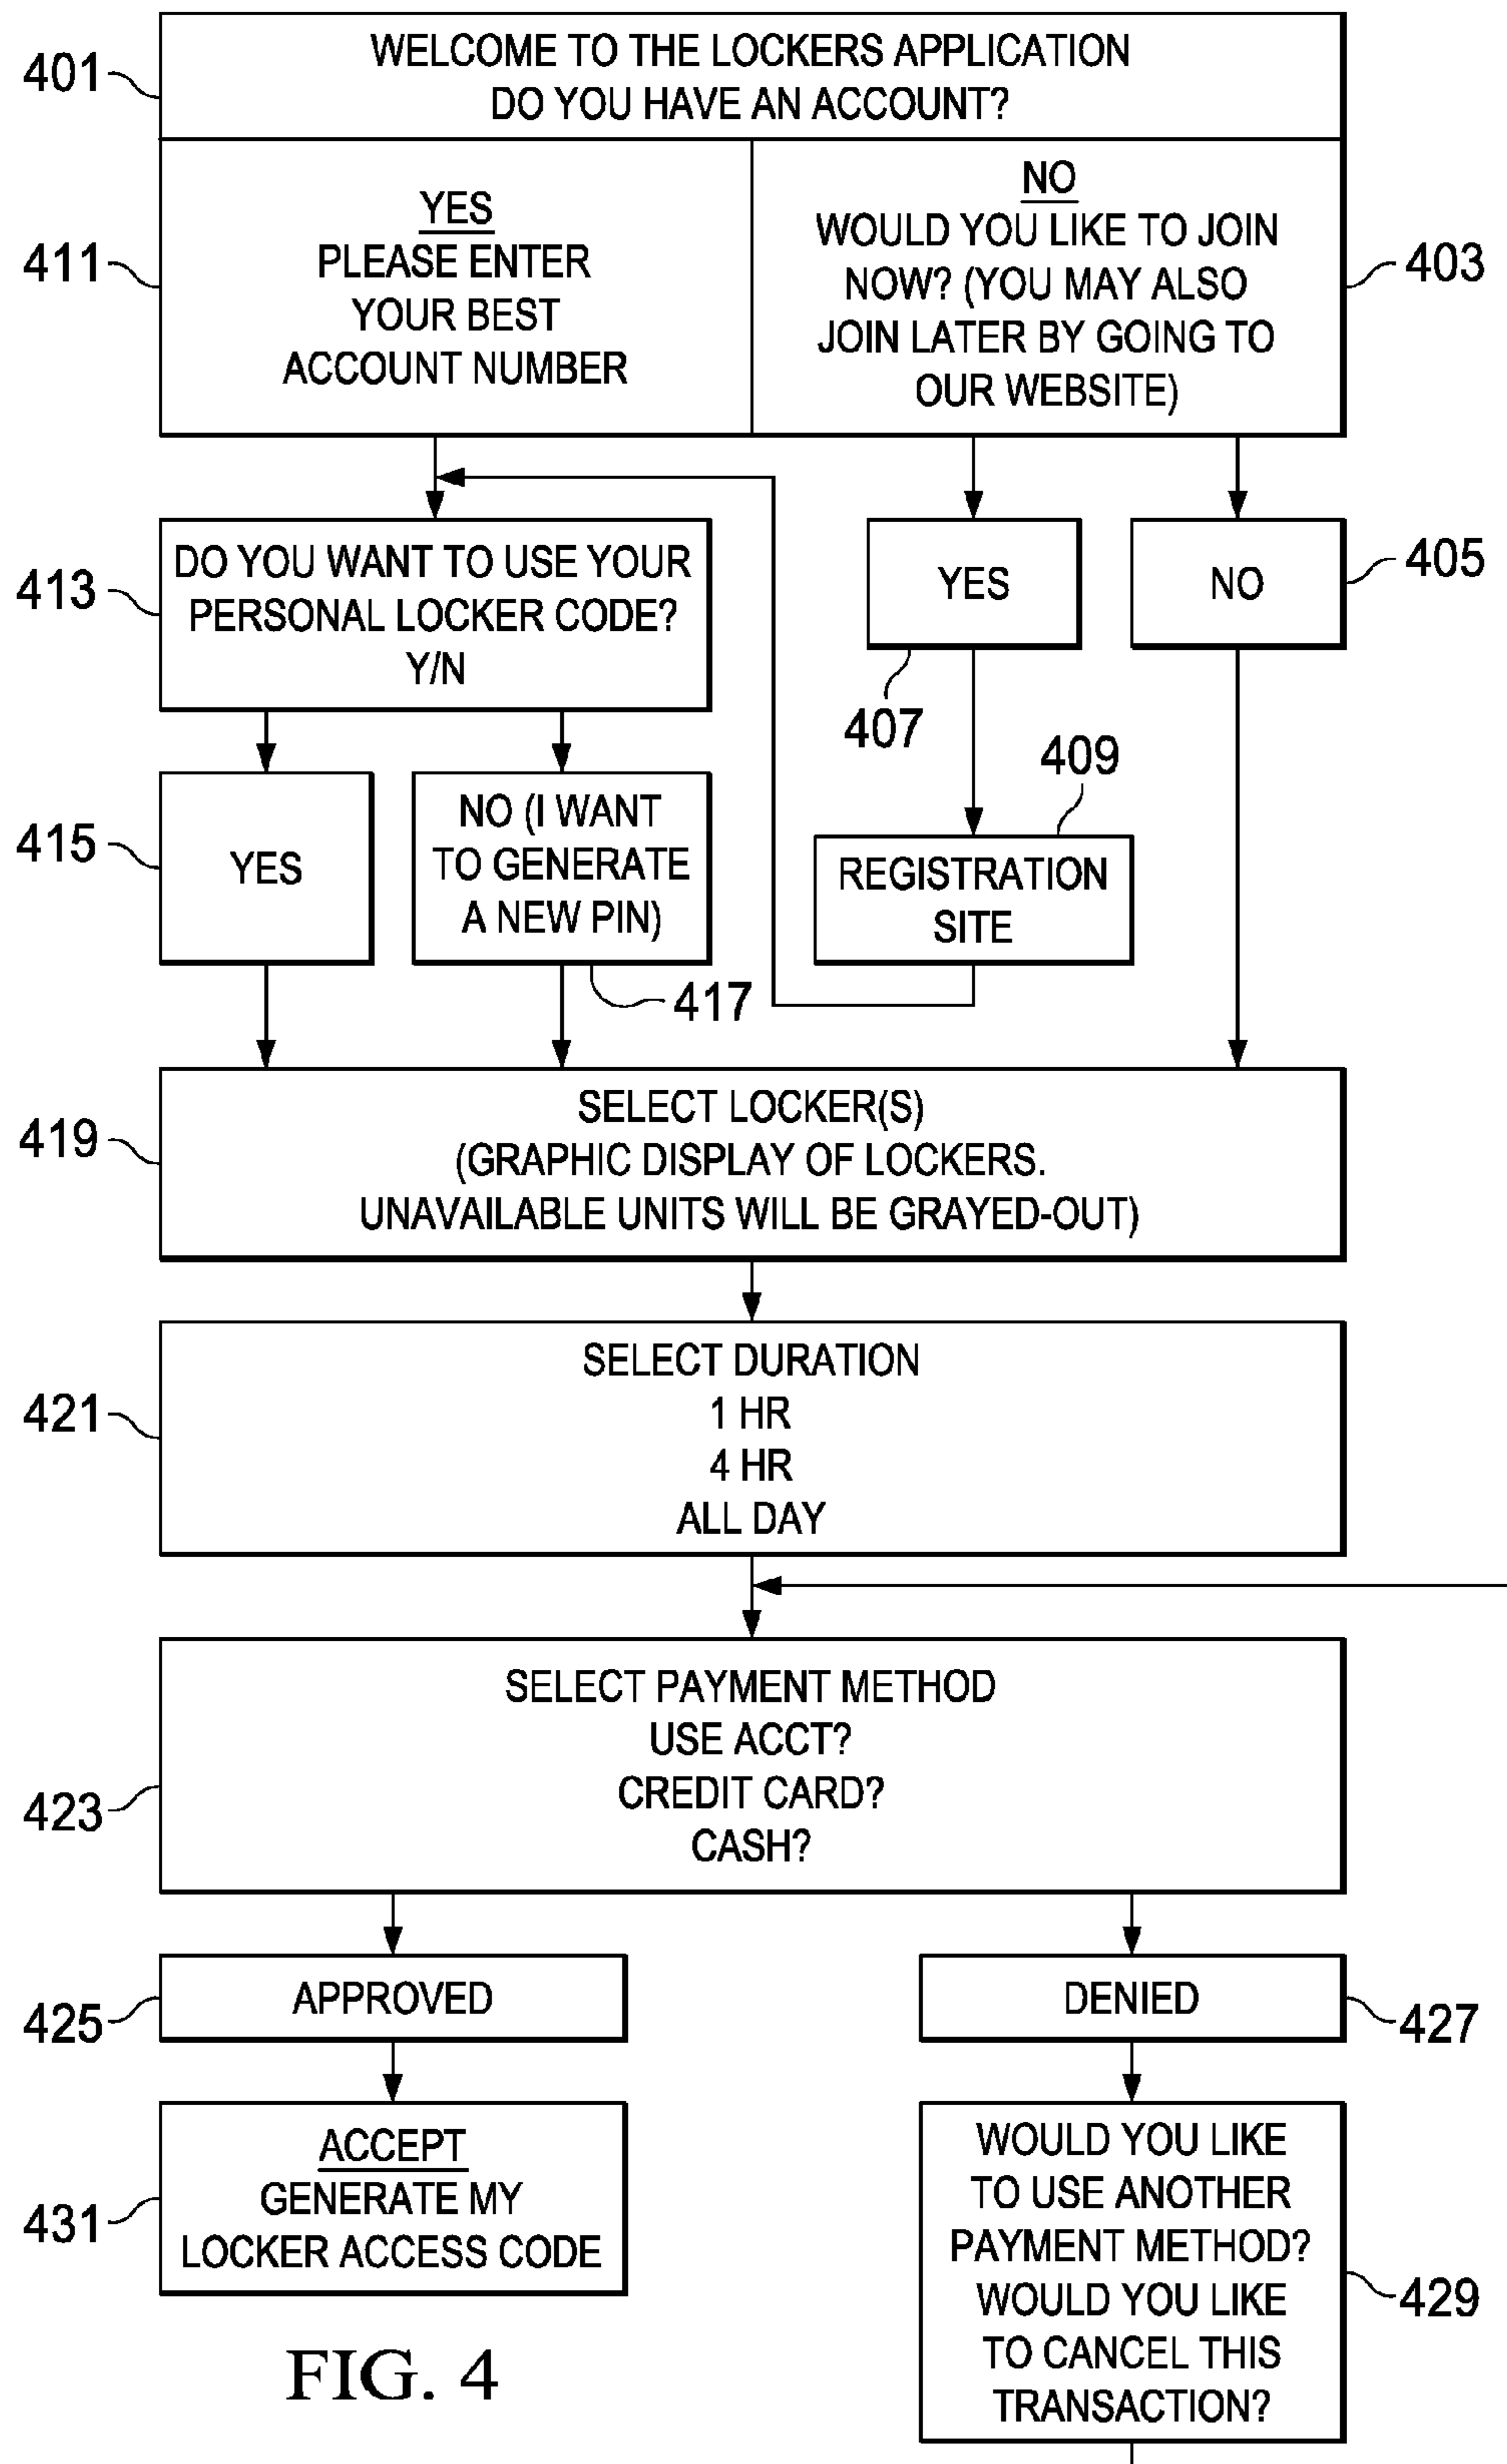 401
WELCOME TO THE LOCKERS APPLICATION
DO YOU HAVE AN ACCOUNT?
411
YES
PLEASE ENTER
YOUR BEST
ACCOUNT NUMBER
NO
WOULD YOU LIKE TO JOIN
NOW? (YOU MAY ALSO
JOIN LATER BY GOING TO
OUR WEBSITE)
403
413
DO YOU WANT TO USE YOUR
PERSONAL LOCKER CODE?
Y/N
YES
407
NO
405
415
YES
NO (I WANT
TO GENERATE
A NEW PIN)
417
409
REGISTRATION
SITE
419
SELECT LOCKER(S)
(GRAPHIC DISPLAY OF LOCKERS.
UNAVAILABLE UNITS WILL BE GRAYED-OUT)
421
SELECT DURATION
1 HR
4 HR
ALL DAY
423
SELECT PAYMENT METHOD
USE ACCT?
CREDIT CARD?
CASH?
425
APPROVED
DENIED
427
431
ACCEPT
GENERATE MY
LOCKER ACCESS CODE
WOULD YOU LIKE
TO USE ANOTHER
PAYMENT METHOD?
WOULD YOU LIKE
TO CANCEL THIS
TRANSACTION?
429
FIG. 4